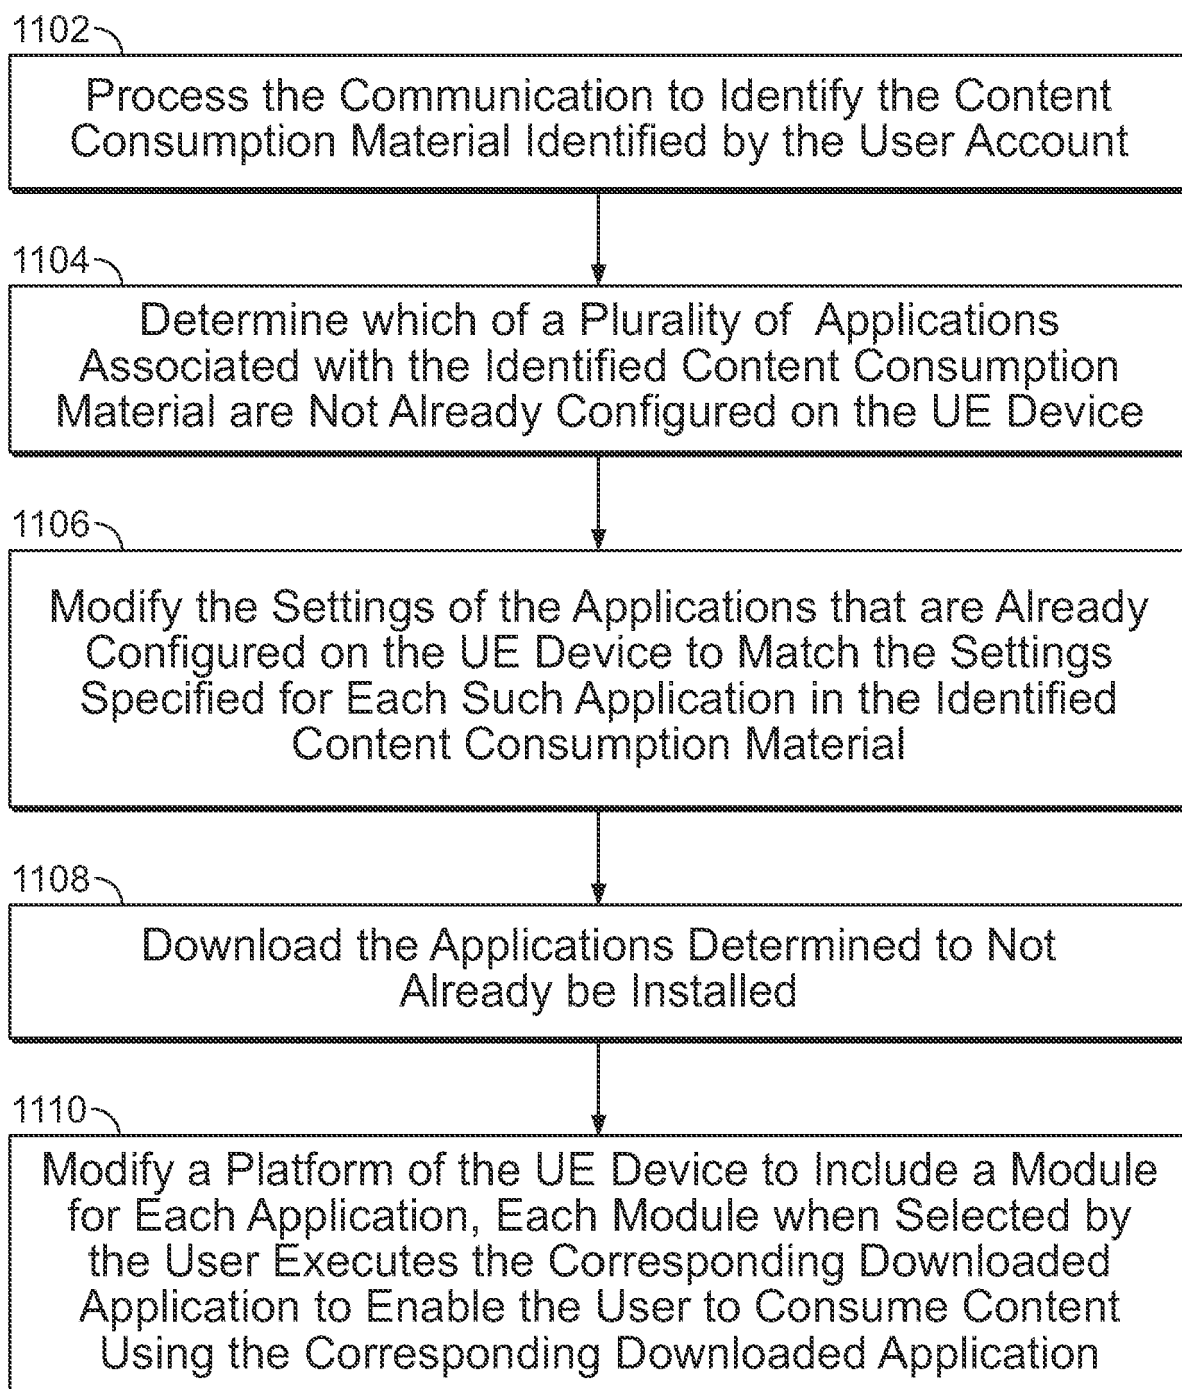 1102
Process the Communication to Identify the Content
Consumption Material Identified by the User Account
1104
Determine which of a Plurality of Applications
Associated with the Identified Content Consumption
Material are Not Already Configured on the UE Device
1106
Modify the Settings of the Applications that are Already
Configured on the UE Device to Match the Settings
Specified for Each Such Application in the Identified
Content Consumption Material
1108
Download the Applications Determined to Not
Already be Installed
1110
Modify a Platform of the UE Device to Include a Module
for Each Application, Each Module when Selected by
the User Executes the Corresponding Downloaded
Application to Enable the User to Consume Content
Using the Corresponding Downloaded Application